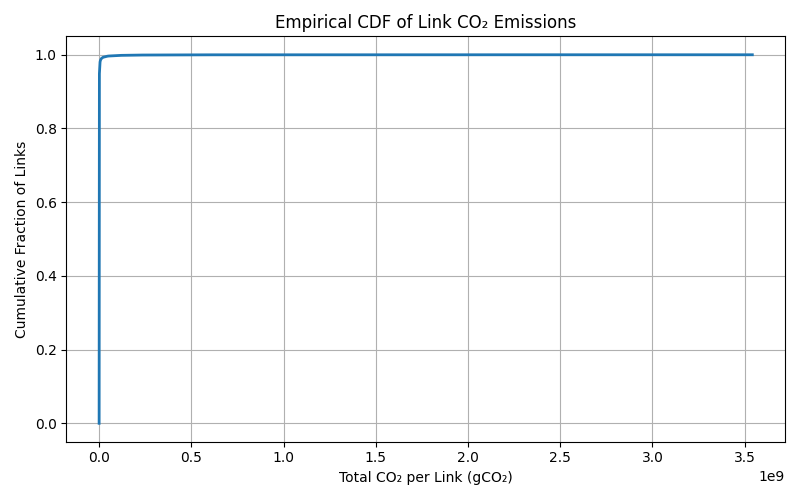 Empirical CDF of Link CO₂ Emissions
Cumulative Fraction of Links
1.0
0.8
0.6
0.4
0.2
0.0
0.0 0.5 1.0 1.5 2.0 2.5 3.0 3.5
1e9
Total CO₂ per Link (gCO₂)